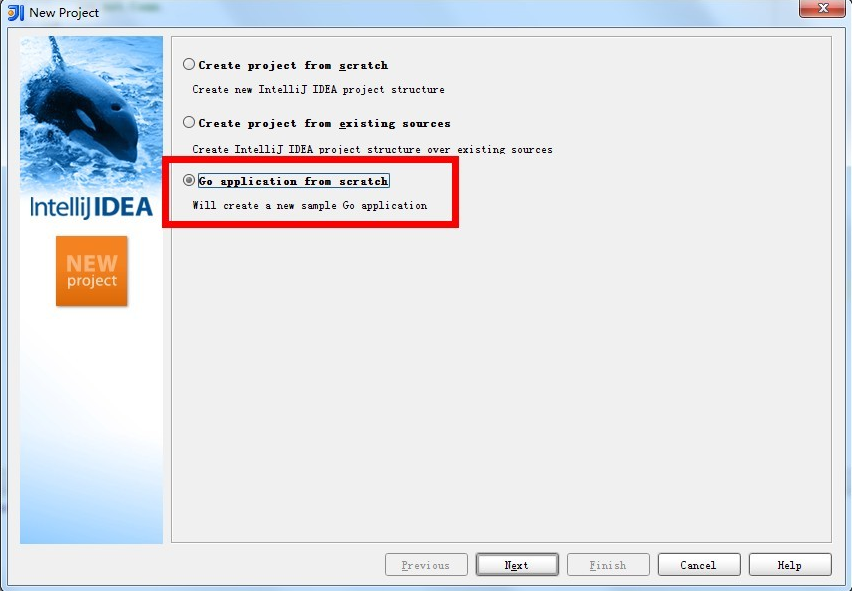 New Project
Create project from scratch
Create new IntelliJ IDEA project structure
Create project from existing sources
Create IntelliJ IDEA project structure over existing sources
Go application from scratch
Will create a new sample Go application
IntelliJ IDEA
NEW
project
Previous
Next
Finish
Cancel
Help